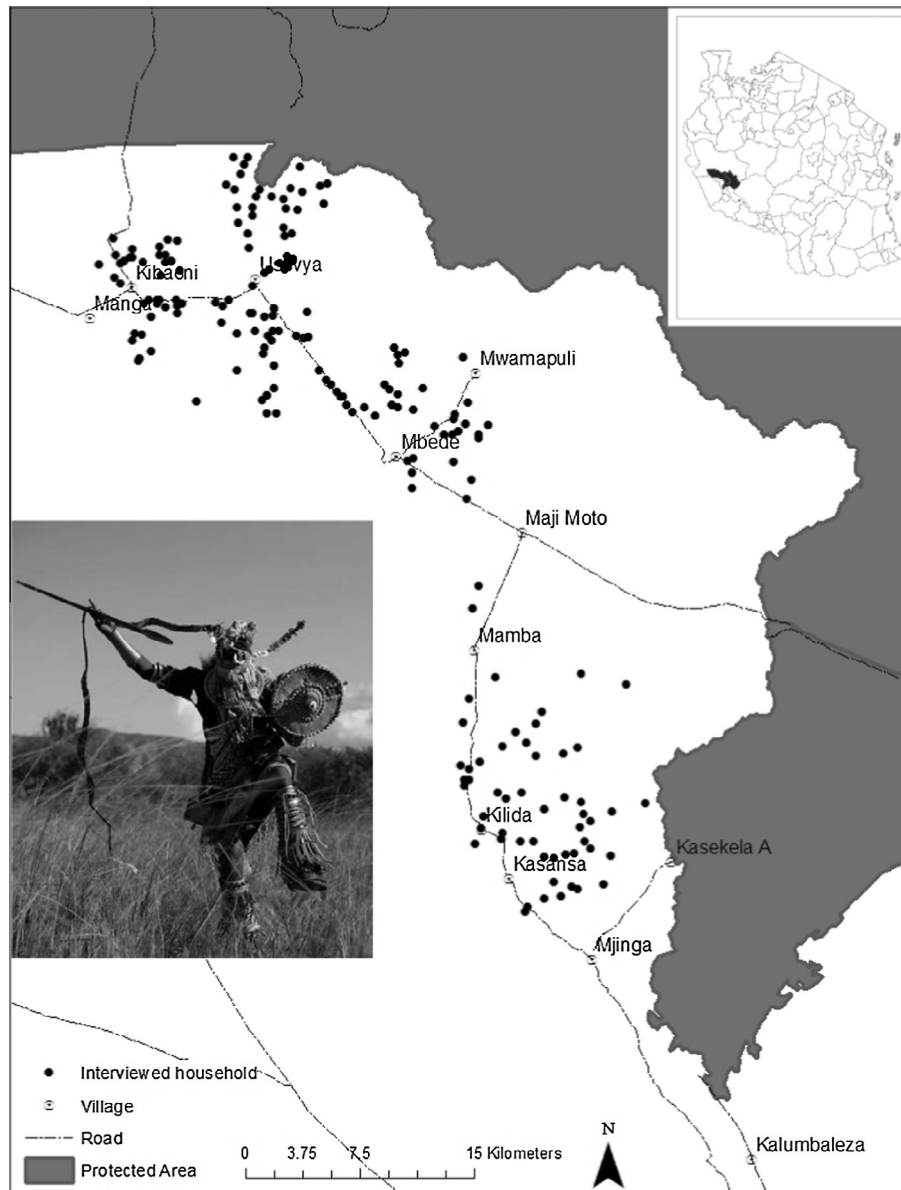 Kibaoni
Usevya
Manga
Mwamapuli
Mbede
Maji Moto
Mamba
Kilida
Kasekela A
Kasansa
Mjinga
Interviewed household
Village
Road
Protected Area
0 3.75 7.5 15 Kilometers
N
Kalumbaleza